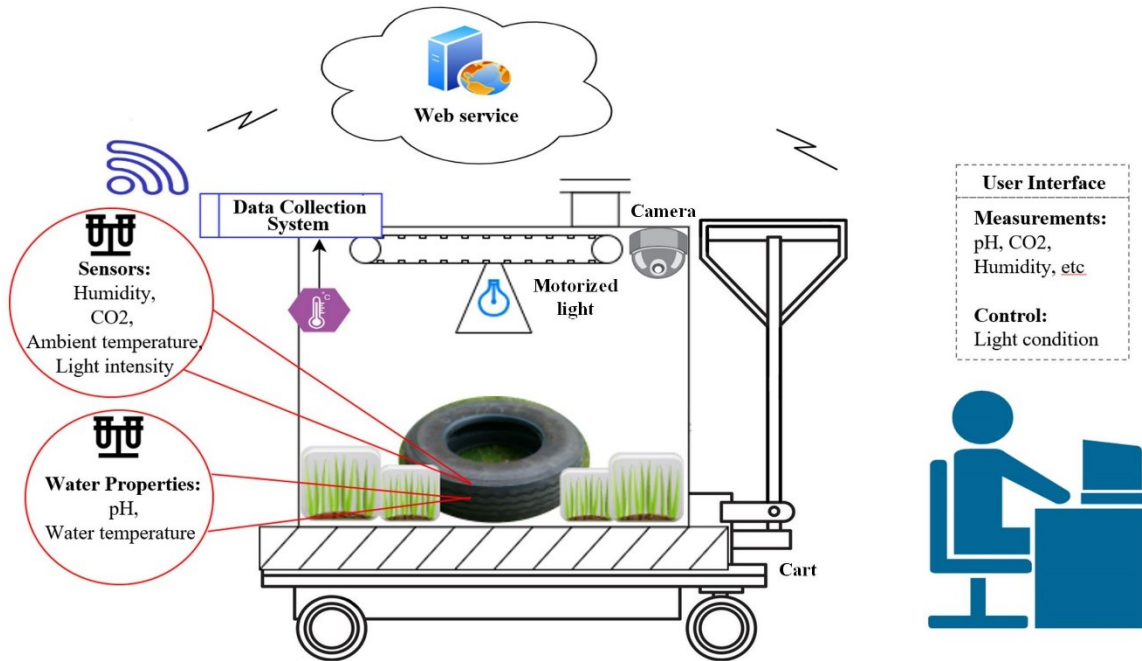 Web service
Data Collection
System
Camera
Motorized
light
°C
Sensors:
Humidity,
CO2,
Ambient temperature,
Light intensity
Water Properties:
pH,
Water temperature
Cart
User Interface
Measurements:
pH, CO2,
Humidity, etc
Control:
Light condition